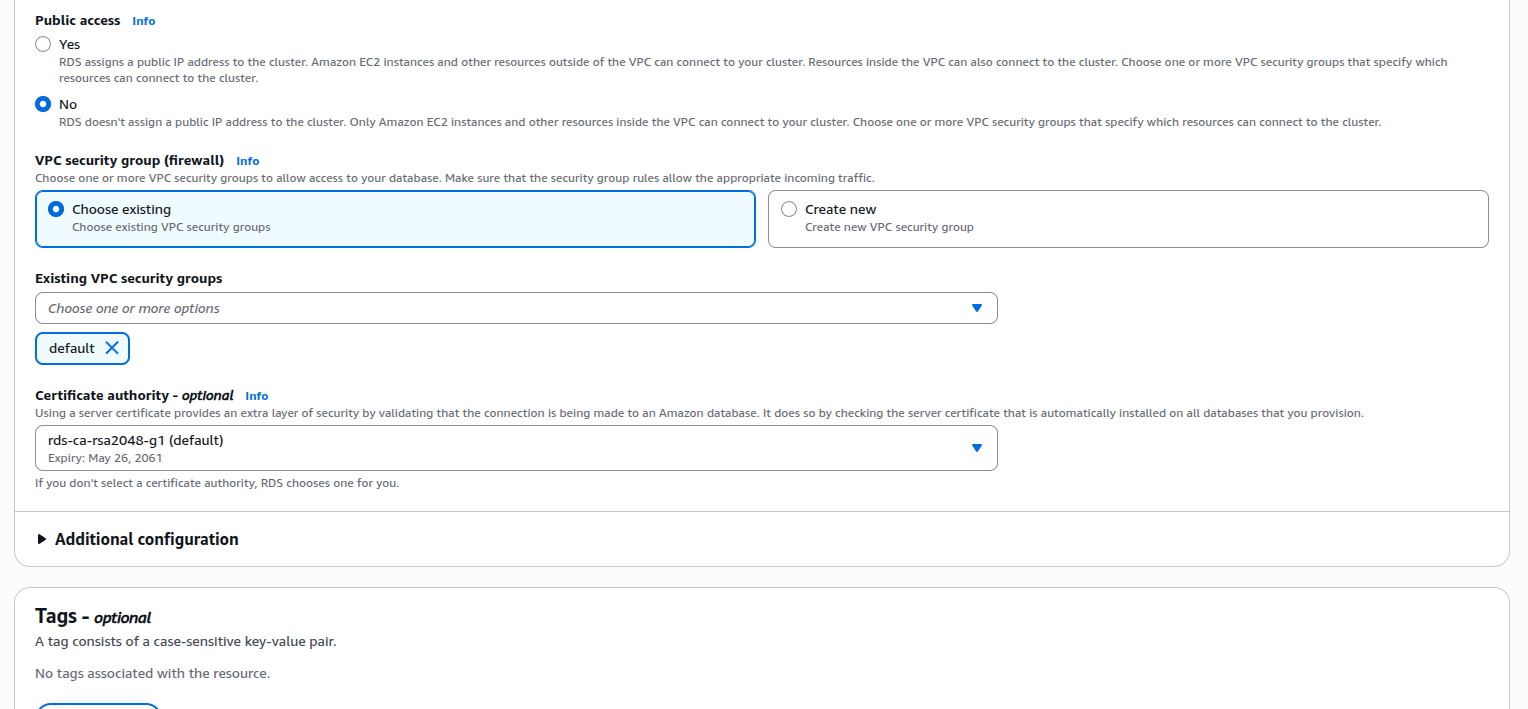 Public access Info
Yes
RDS assigns a public IP address to the cluster. Amazon EC2 instances and other resources outside of the VPC can connect to your cluster. Resources inside the VPC can also connect to the cluster. Choose one or more VPC security groups that specify which
resources can connect to the cluster.
No
RDS doesn't assign a public IP address to the cluster. Only Amazon EC2 instances and other resources inside the VPC can connect to your cluster. Choose one or more VPC security groups that specify which resources can connect to the cluster.
VPC security group (firewall) Info
Choose one or more VPC security groups to allow access to your database. Make sure that the security group rules allow the appropriate incoming traffic.
Choose existing
Choose existing VPC security groups
Create new
Create new VPC security group
Existing VPC security groups
Choose one or more options
default
Certificate authority - optional Info
Using a server certificate provides an extra layer of security by validating that the connection is being made to an Amazon database. It does so by checking the server certificate that is automatically installed on all databases that you provision.
rds-ca-rsa2048-g1 (default)
Expiry: May 26, 2061
If you don't select a certificate authority, RDS chooses one for you.
Additional configuration
Tags - optional
A tag consists of a case-sensitive key-value pair.
No tags associated with the resource.